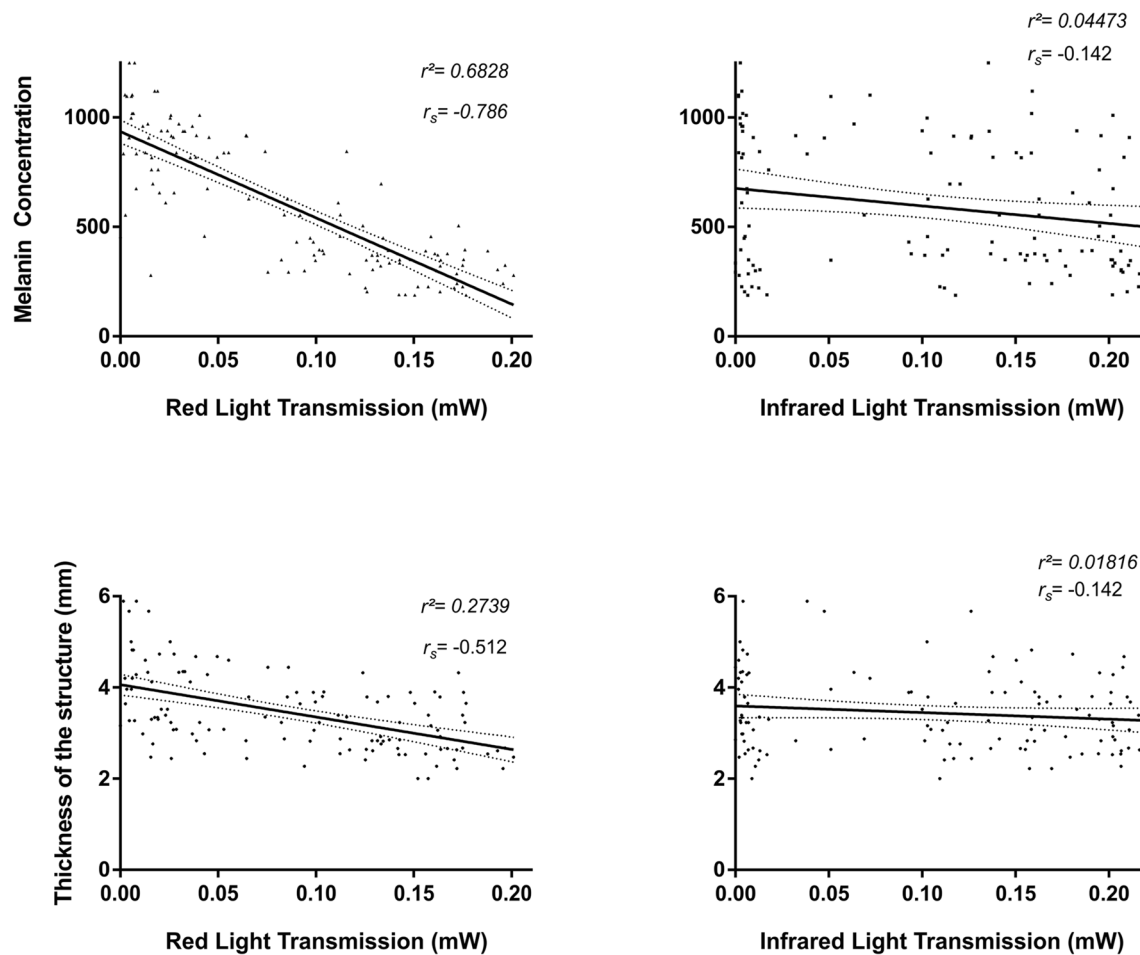 r²= 0.6828
rs= -0.786
Melanin Concentration
1000
500
0
0.00 0.05 0.10 0.15 0.20
Red Light Transmission (mW)
r²= 0.04473
rs= -0.142
1000
500
0
0.00 0.05 0.10 0.15 0.20
Infrared Light Transmission (mW)
r²= 0.2739
rs= -0.512
Thickness of the structure (mm)
6
4
2
0
0.00 0.05 0.10 0.15 0.20
Red Light Transmission (mW)
r²= 0.01816
rs= -0.142
6
4
2
0
0.00 0.05 0.10 0.15 0.20
Infrared Light Transmission (mW)